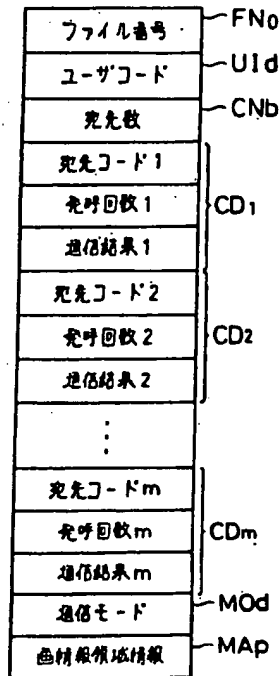 ファイル番号 FNo
ユーザコード UId
宛先数 CNb
宛先コード1
発呼回数1 CD1
通信結果1
宛先コード2
発呼回数2 CD2
通信結果2
⋮
宛先コードm
発呼回数m CDm
通信結果m
通信モード MOd
画情報領域情報 MAp